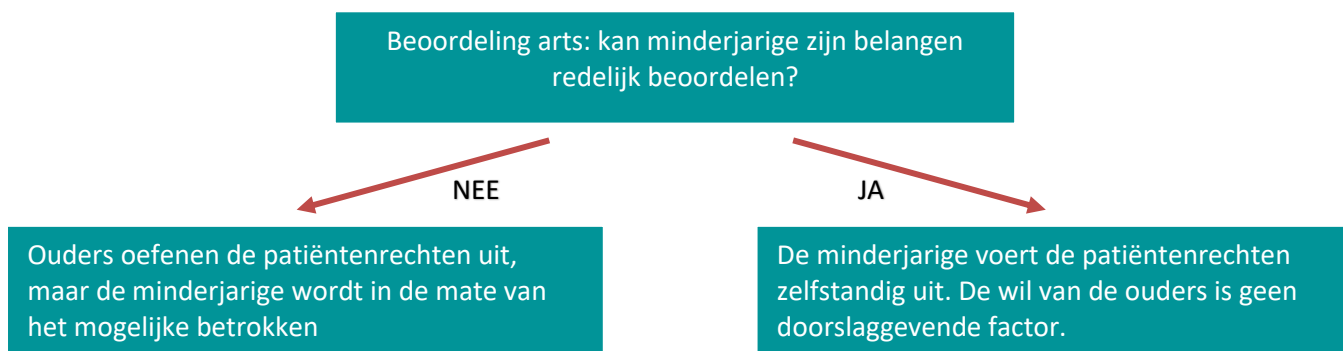 Beoordeling arts: kan minderjarige zijn belangen
redelijk beoordelen?
NEE
JA
Ouders oefenen de patiëntenrechten uit,
maar de minderjarige wordt in de mate van
het mogelijke betrokken
De minderjarige voert de patiëntenrechten
zelfstandig uit. De wil van de ouders is geen
doorslaggevende factor.